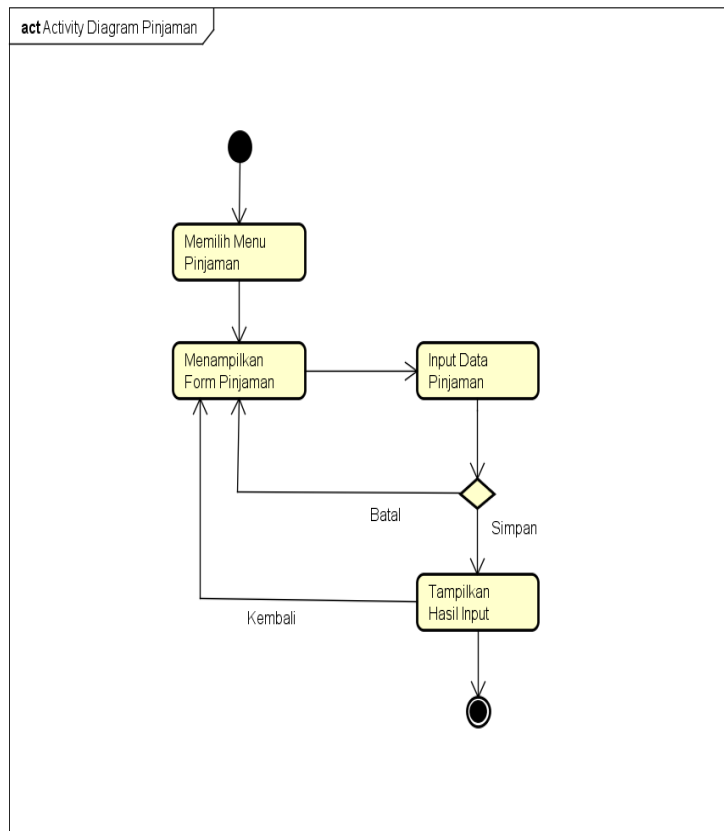 act Activity Diagram Pinjaman
Memilih Menu
Pinjaman
Menampilkan
Form Pinjaman
Input Data
Pinjaman
Batal
Simpan
Tampilkan
Hasil Input
Kembali